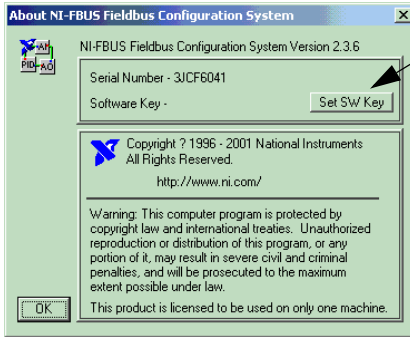 About NI-FBUS Fieldbus Configuration System
AI
PID
AO
NI-FBUS Fieldbus Configuration System Version 2.3.6
Serial Number - 3JCF6041
Software Key -
Set SW Key
Copyright ? 1996 - 2001 National Instruments
All Rights Reserved.
http://www.ni.com/
Warning: This computer program is protected by
copyright law and international treaties. Unauthorized
reproduction or distribution of this program, or any
portion of it, may result in severe civil and criminal
penalties, and will be prosecuted to the maximum
extent possible under law.
OK
This product is licensed to be used on only one machine.